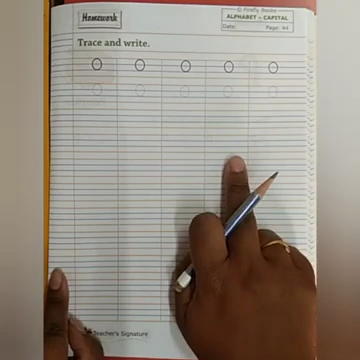 Homework
© Firefly Books
ALPHABET - CAPITAL
Date: Page: 44
Trace and write.
O O O O O
O O O O O
Teacher's Signature